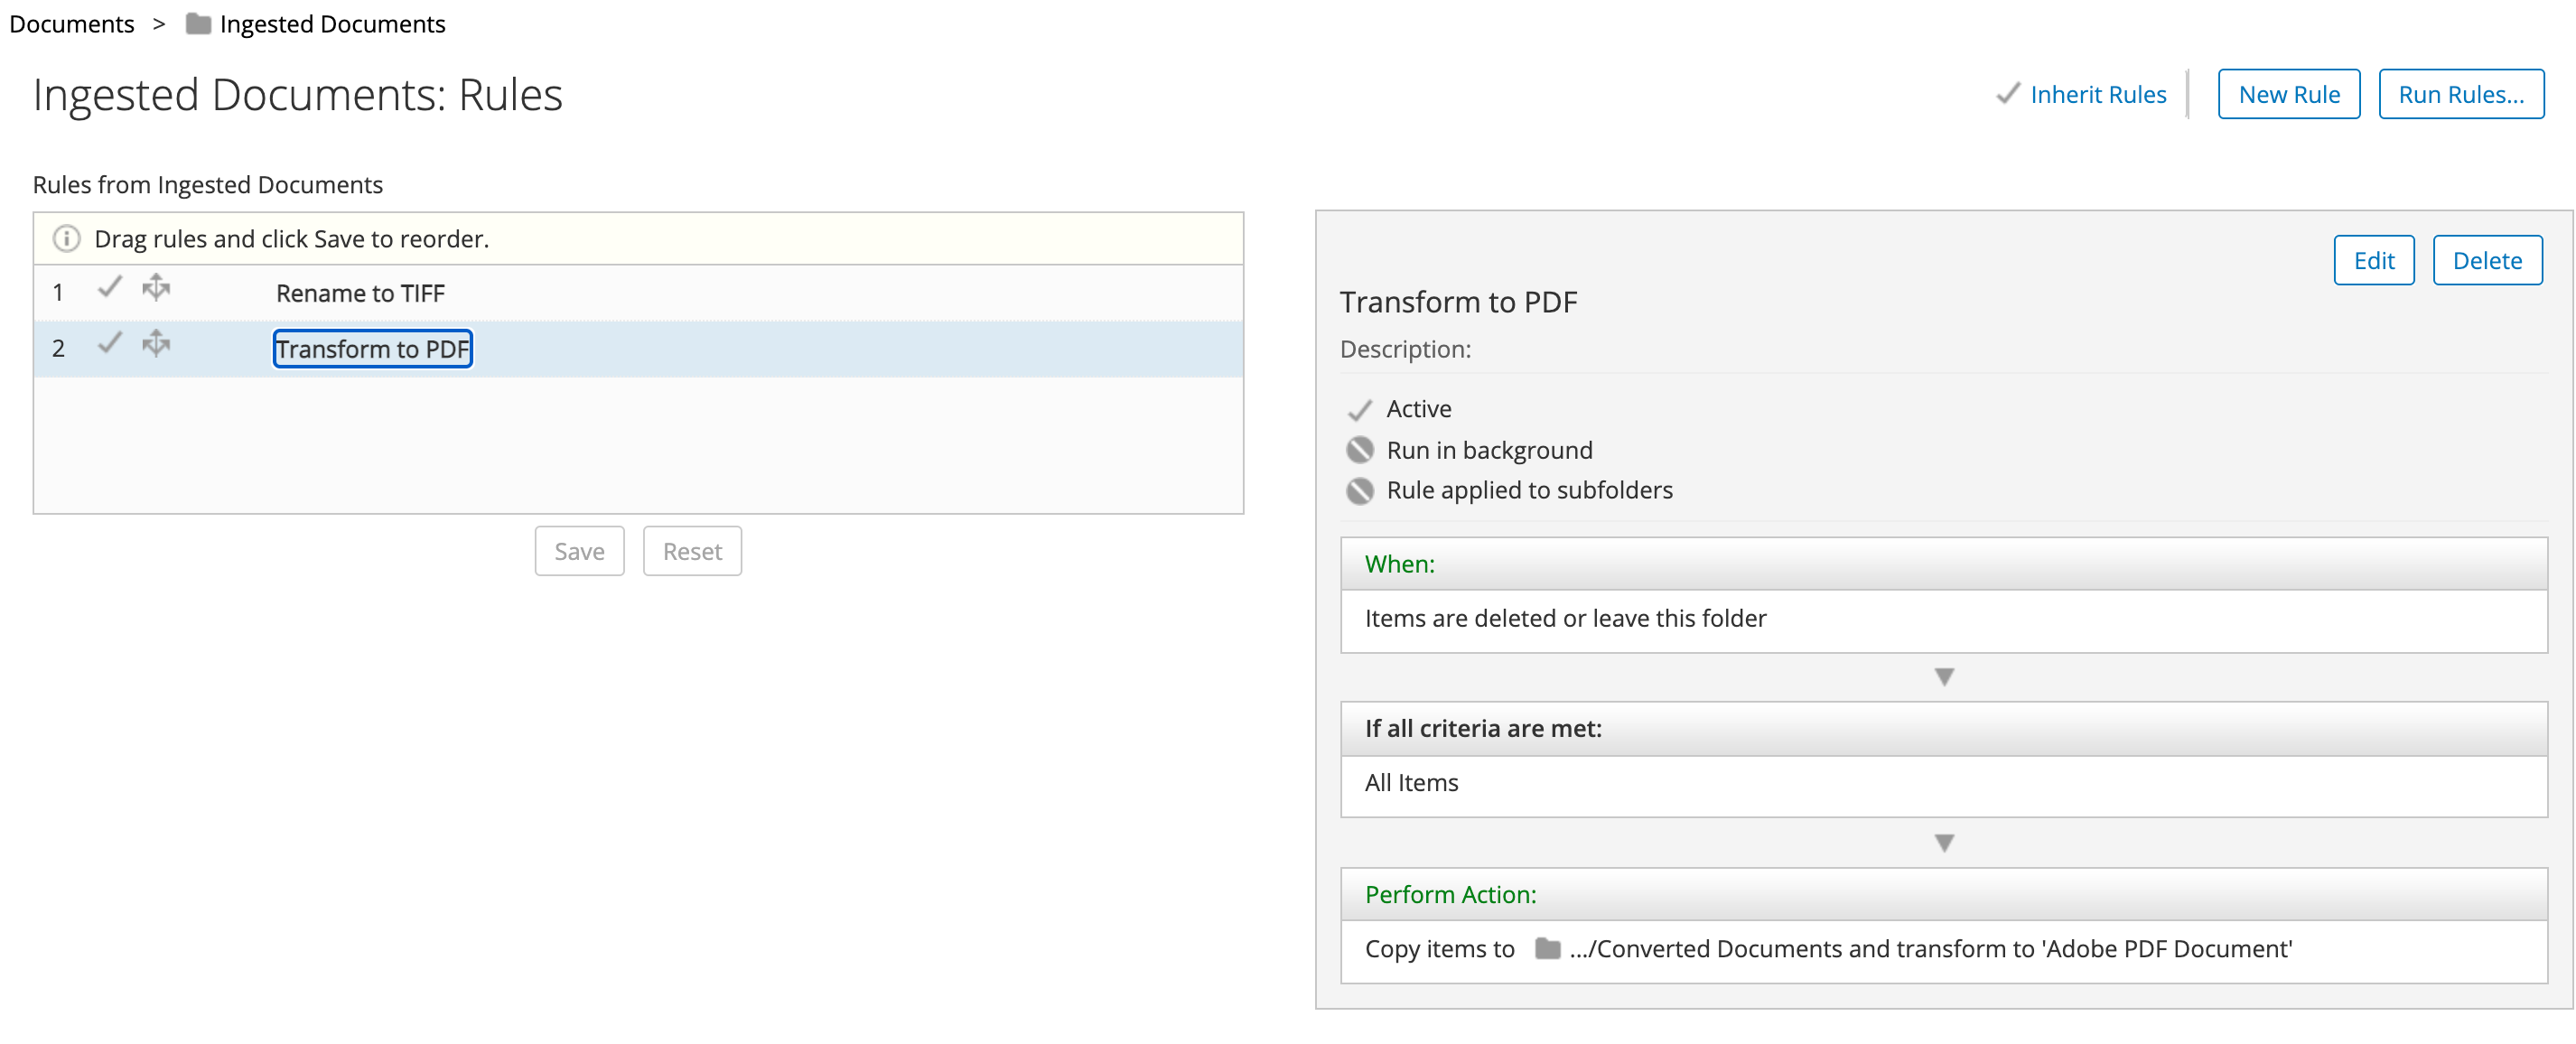 Documents > Ingested Documents
Ingested Documents: Rules
Inherit Rules
New Rule
Run Rules...
Rules from Ingested Documents
Drag rules and click Save to reorder.
1 Rename to TIFF
2 Transform to PDF
Save
Reset
Edit
Delete
Transform to PDF
Description:
Active
Run in background
Rule applied to subfolders
When:
Items are deleted or leave this folder
If all criteria are met:
All Items
Perform Action:
Copy items to .../Converted Documents and transform to 'Adobe PDF Document'